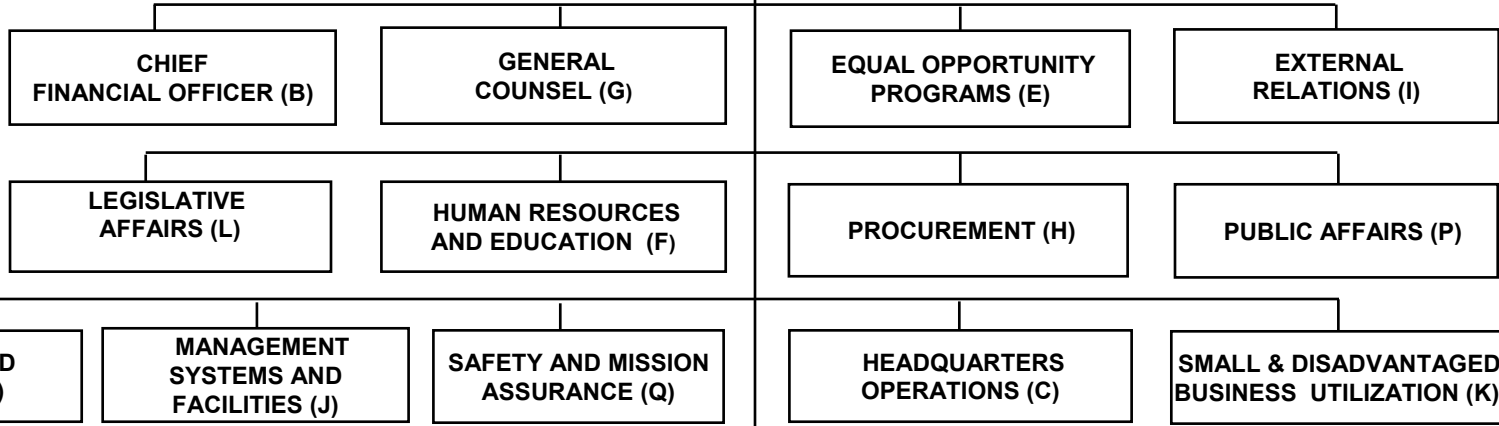 CHIEF
FINANCIAL OFFICER (B)
GENERAL
COUNSEL (G)
EQUAL OPPORTUNITY
PROGRAMS (E)
EXTERNAL
RELATIONS (I)
LEGISLATIVE
AFFAIRS (L)
HUMAN RESOURCES
AND EDUCATION (F)
PROCUREMENT (H)
PUBLIC AFFAIRS (P)
MANAGEMENT
SYSTEMS AND
FACILITIES (J)
SAFETY AND MISSION
ASSURANCE (Q)
HEADQUARTERS
OPERATIONS (C)
SMALL & DISADVANTAGED
BUSINESS UTILIZATION (K)